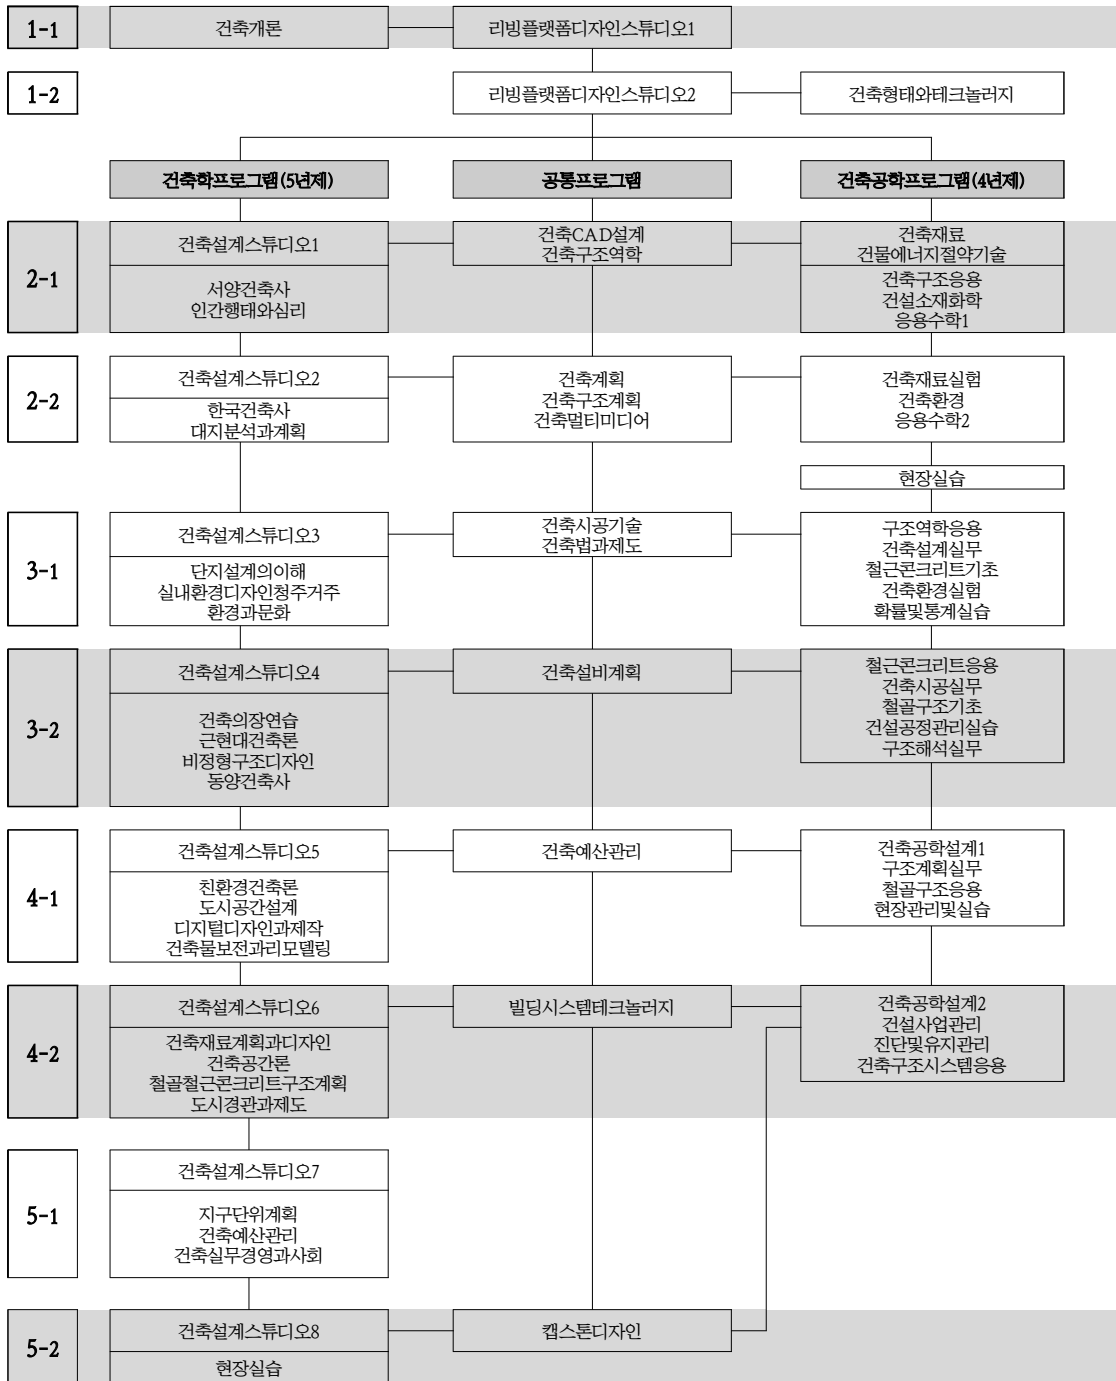 1-1
건축개론
리빙플랫폼디자인스튜디오1
1-2
리빙플랫폼디자인스튜디오2
건축형태와테크놀러지
건축학프로그램(5년제)
공통프로그램
건축공학프로그램(4년제)
2-1
건축설계스튜디오1
서양건축사
인간행태와심리
건축CAD설계
건축구조역학
건축재료
건물에너지절약기술
건축구조응용
건설소재화학
응용수학1
2-2
건축설계스튜디오2
한국건축사
대지분석과계획
건축계획
건축구조계획
건축멀티미디어
건축재료실험
건축환경
응용수학2
현장실습
3-1
건축설계스튜디오3
단지설계의이해
실내환경디자인청주거주
환경과문화
건축시공기술
건축법과제도
구조역학응용
건축설계실무
철근콘크리트기초
건축환경실험
확률및통계실습
3-2
건축설계스튜디오4
건축의장연습
근현대건축론
비정형구조디자인
동양건축사
건축설비계획
철근콘크리트응용
건축시공실무
철골구조기초
건설공정관리실습
구조해석실무
4-1
건축설계스튜디오5
친환경건축론
도시공간설계
디지털디자인과제작
건축물보전과리모델링
건축예산관리
건축공학설계1
구조계획실무
철골구조응용
현장관리및실습
4-2
건축설계스튜디오6
건축재료계획과디자인
건축공간론
철골철근콘크리트구조계획
도시경관과제도
빌딩시스템테크놀러지
건축공학설계2
건설사업관리
진단및유지관리
건축구조시스템응용
5-1
건축설계스튜디오7
지구단위계획
건축예산관리
건축실무경영과사회
5-2
건축설계스튜디오8
현장실습
캡스톤디자인